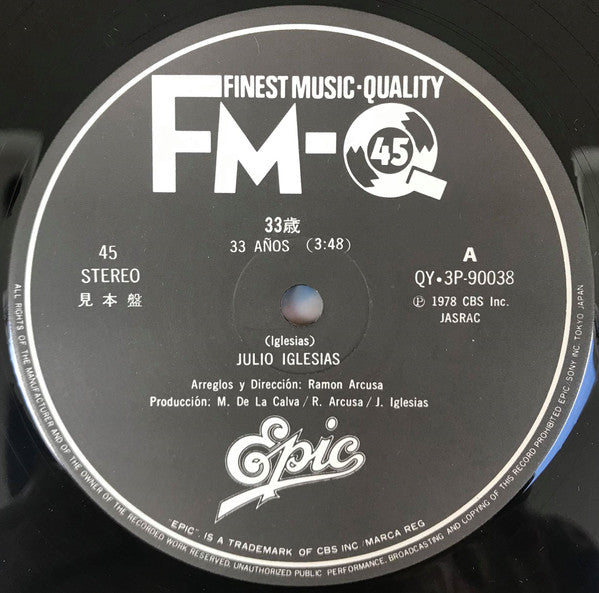 FINEST MUSIC•QUALITY
FM-Q
45
33歳
33 AÑOS (3:48)
45
STEREO
見本盤
A
QY•3P-90038
Ⓟ 1978 CBS Inc.
JASRAC
(Iglesias)
JULIO IGLESIAS
Arreglos y Dirección: Ramon Arcusa
Producción: M. De La Calva / R. Arcusa / J. Iglesias
Epic
"EPIC", IS A TRADEMARK OF CBS INC./MARCA REG
ALL RIGHTS OF THE MANUFACTURER AND OF THE OWNER OF THE RECORDED WORK RESERVED, UNAUTHORIZED PUBLIC PERFORMANCE, BROADCASTING AND COPYING OF THIS RECORD PROHIBITED EPIC. SONY INC. TOKYO JAPAN